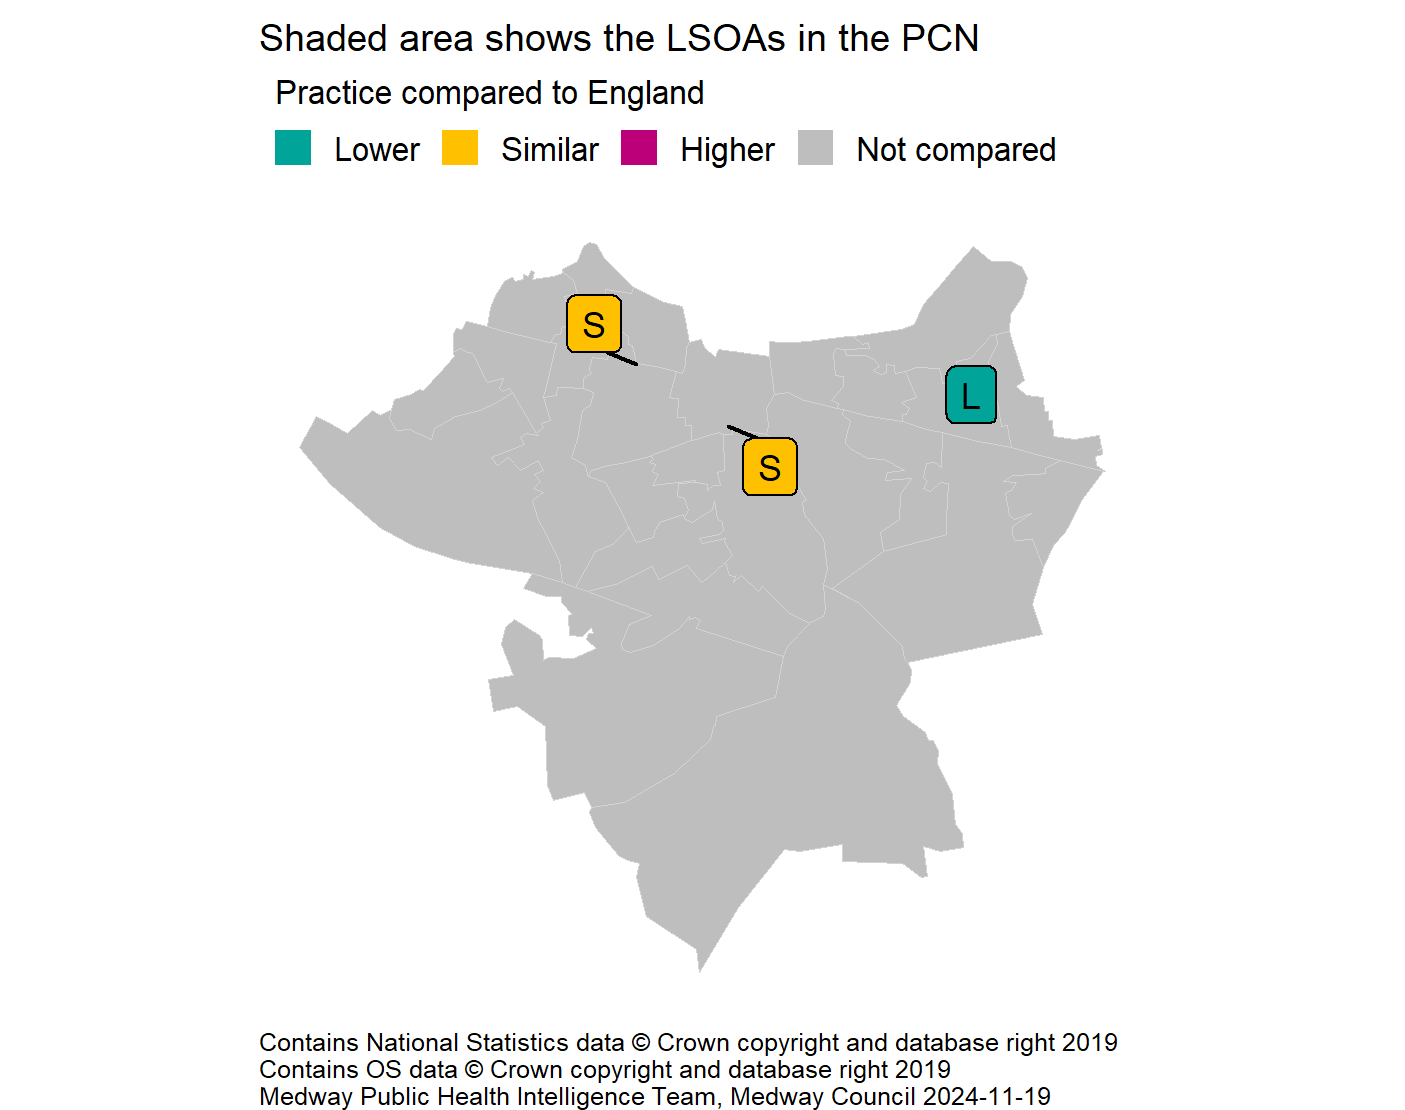 Shaded area shows the LSOAs in the PCN
Practice compared to England
Lower Similar Higher Not compared
S
L
S
Contains National Statistics data © Crown copyright and database right 2019
Contains OS data © Crown copyright and database right 2019
Medway Public Health Intelligence Team, Medway Council 2024-11-19